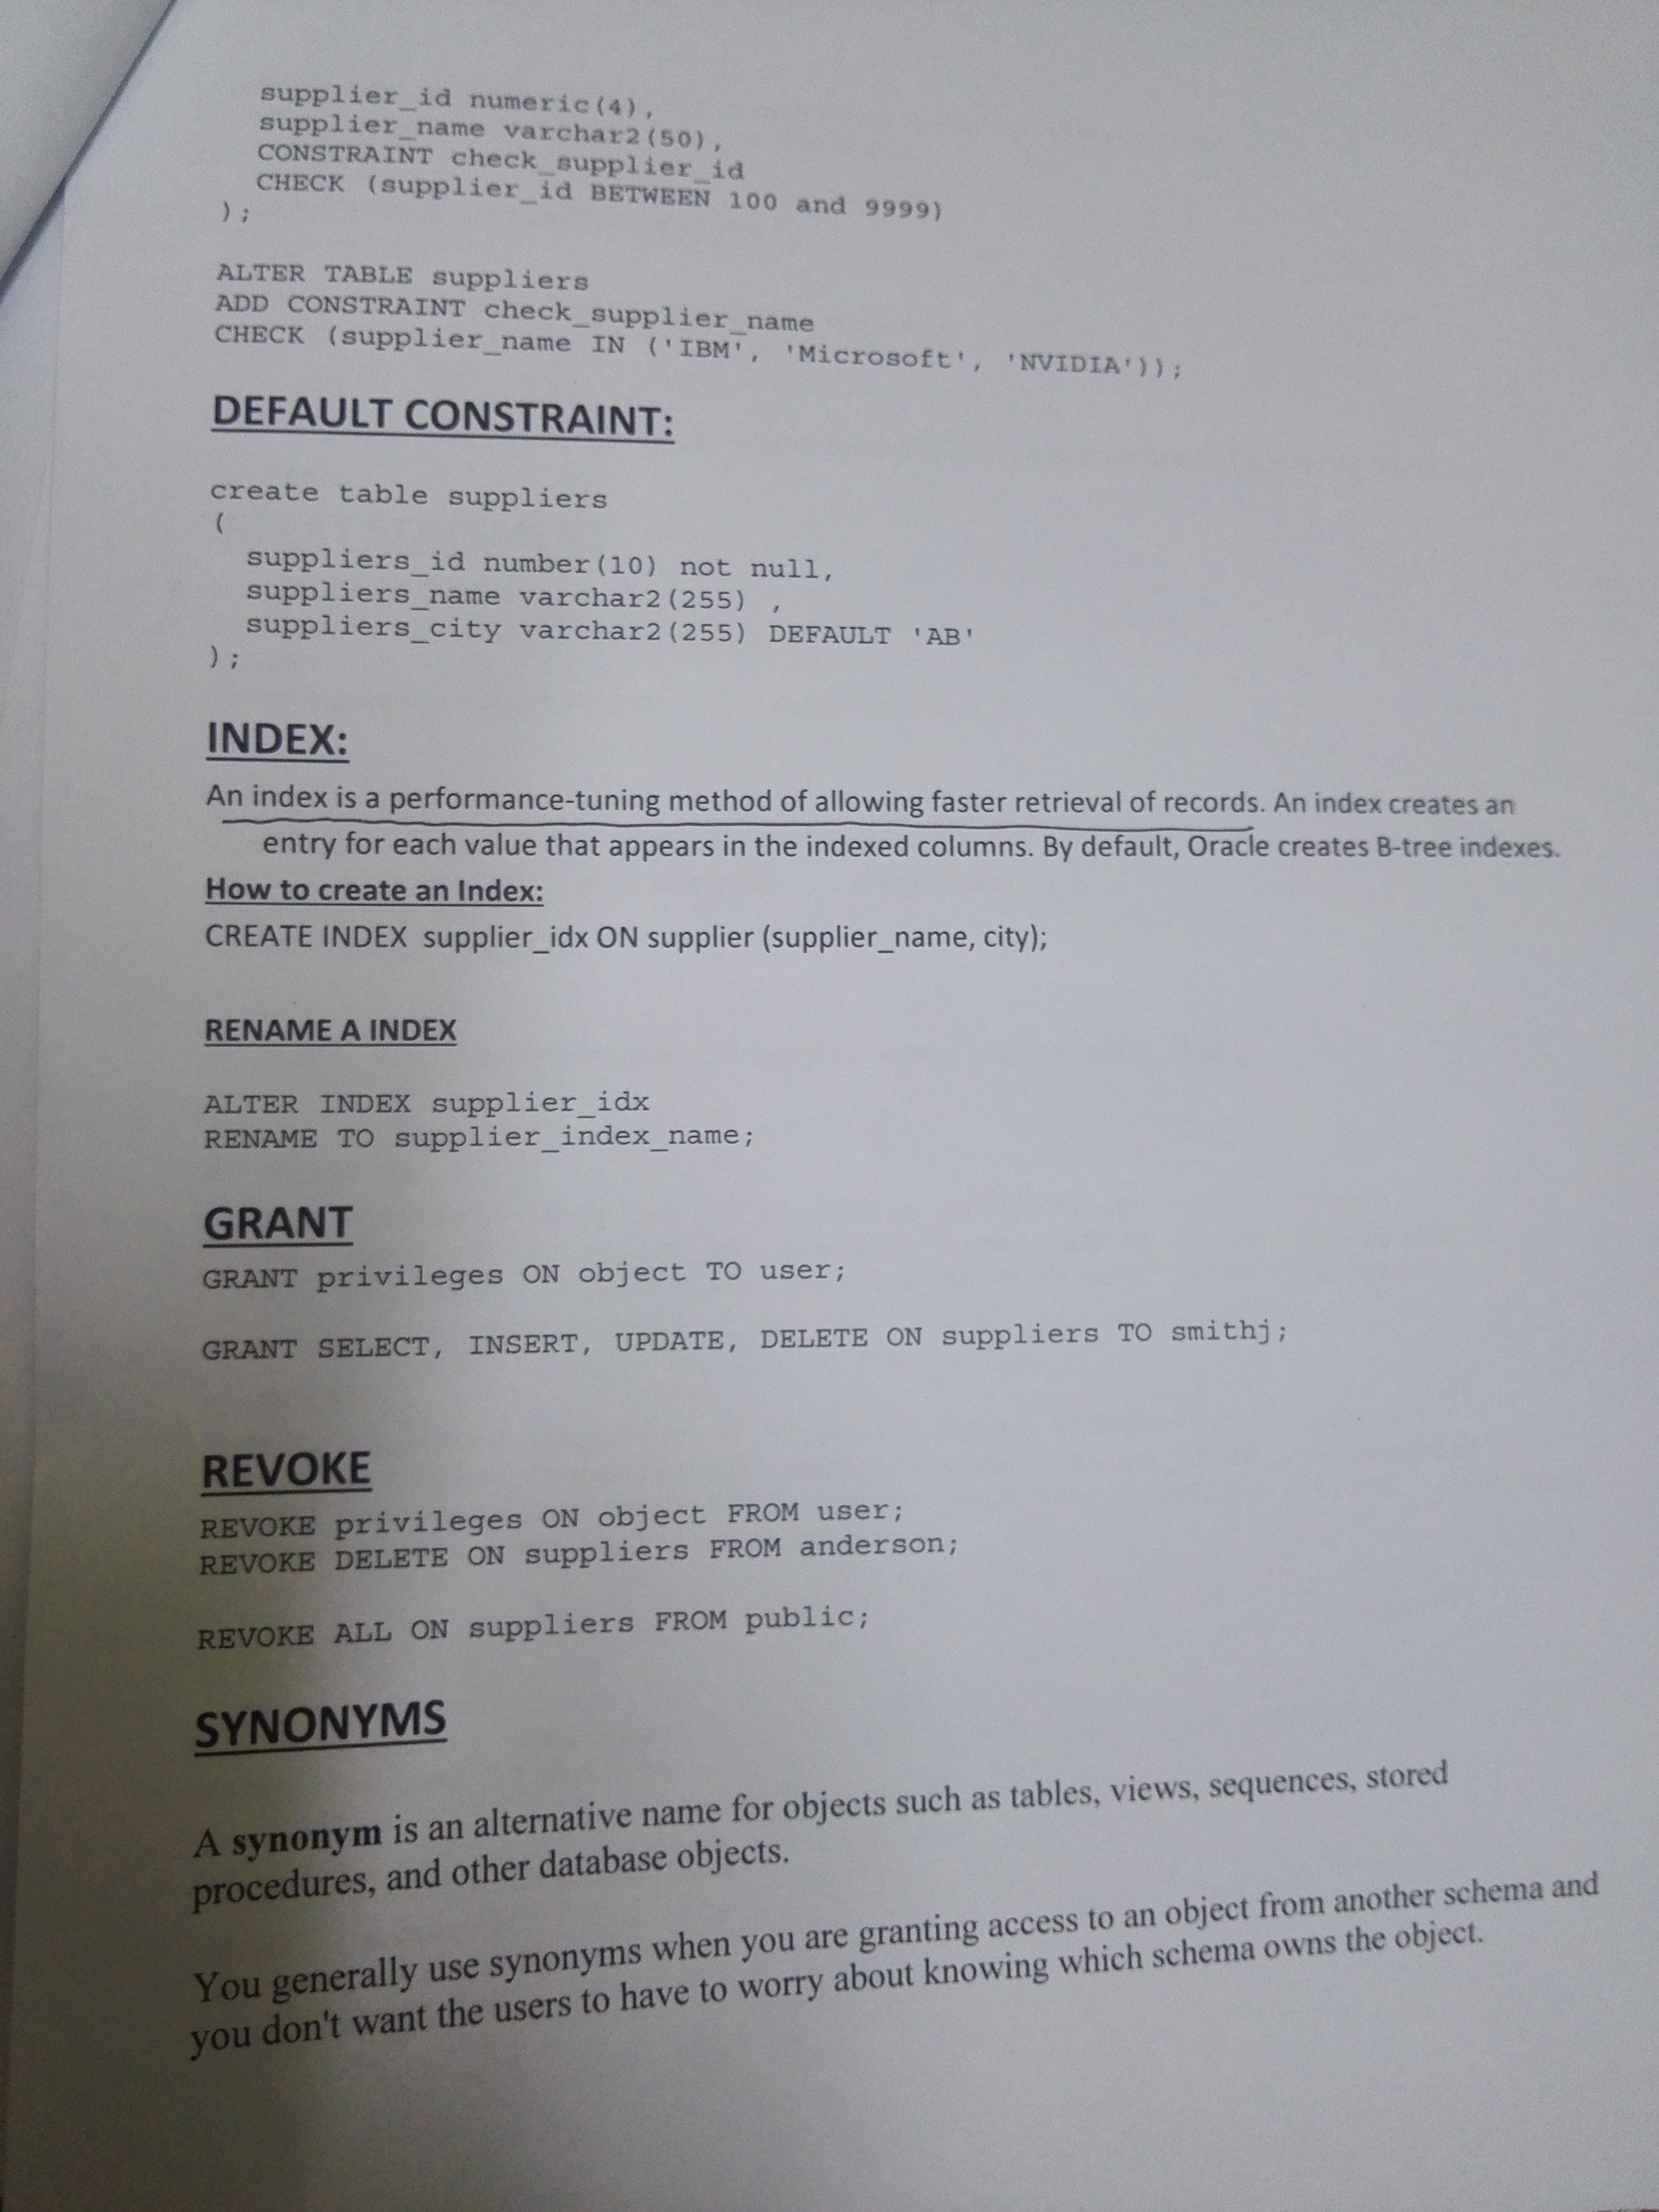 supplier_id numeric(4),
supplier_name varchar2(50),
CONSTRAINT check_supplier_id
CHECK (supplier_id BETWEEN 100 and 9999)
);
ALTER TABLE suppliers
ADD CONSTRAINT check_supplier_name
CHECK (supplier_name IN ('IBM', 'Microsoft', 'NVIDIA'));
DEFAULT CONSTRAINT:
create table suppliers
(
suppliers_id number(10) not null,
suppliers_name varchar2(255) ,
suppliers_city varchar2(255) DEFAULT 'AB'
);
INDEX:
An index is a performance-tuning method of allowing faster retrieval of records. An index creates an
entry for each value that appears in the indexed columns. By default, Oracle creates B-tree indexes.
How to create an Index:
CREATE INDEX supplier_idx ON supplier (supplier_name, city);
RENAME A INDEX
ALTER INDEX supplier_idx
RENAME TO supplier_index_name;
GRANT
GRANT privileges ON object TO user;
GRANT SELECT, INSERT, UPDATE, DELETE ON suppliers TO smithj;
REVOKE
REVOKE privileges ON object FROM user;
REVOKE DELETE ON suppliers FROM anderson;
REVOKE ALL ON suppliers FROM public;
SYNONYMS
A synonym is an alternative name for objects such as tables, views, sequences, stored
procedures, and other database objects.
You generally use synonyms when you are granting access to an object from another schema and
you don't want the users to have to worry about knowing which schema owns the object.